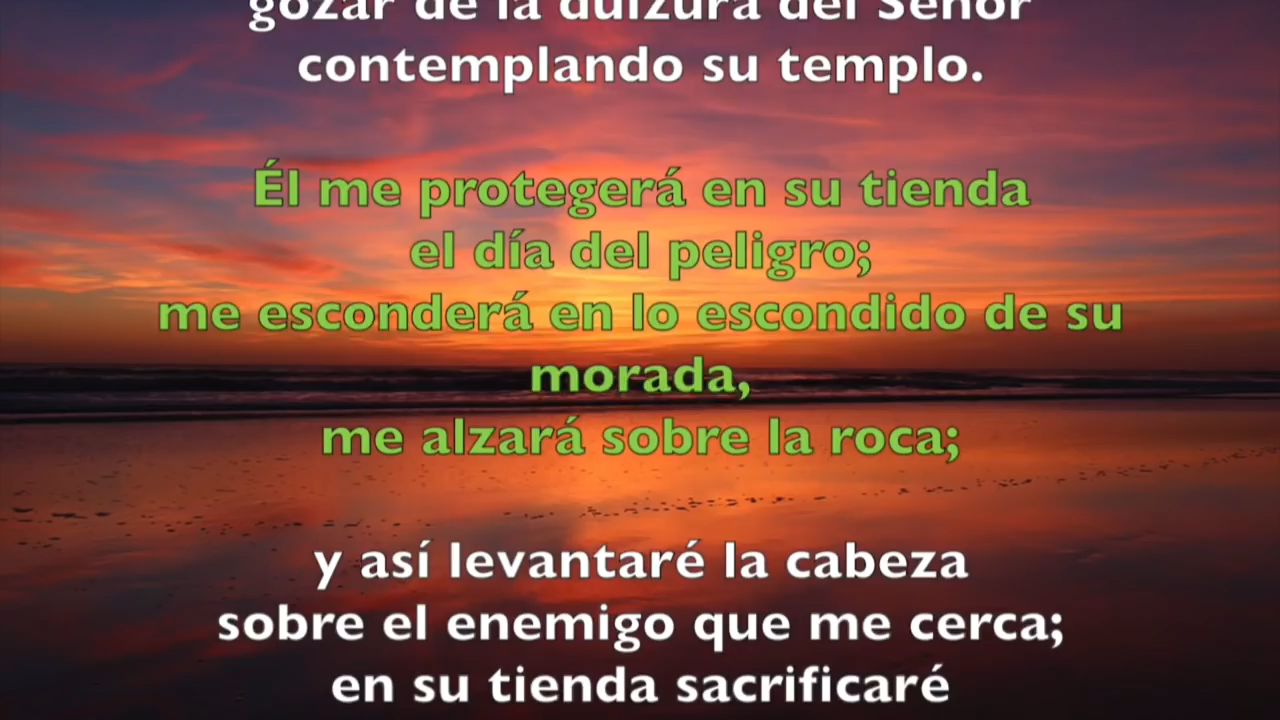 gozar de la dulzura del Señor
contemplando su templo.
Él me protegerá en su tienda
el día del peligro;
me esconderá en lo escondido de su
morada,
me alzará sobre la roca;
y así levantaré la cabeza
sobre el enemigo que me cerca;
en su tienda sacrificaré